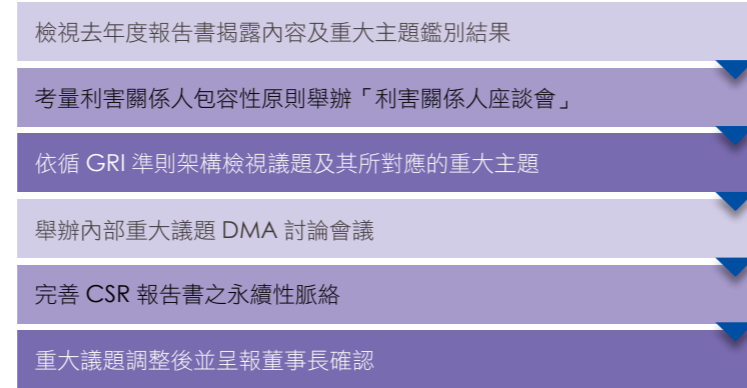 檢視去年度報告書揭露內容及重大主題鑑別結果
考量利害關係人包容性原則舉辦「利害關係人座談會」
依循 GRI 準則架構檢視議題及其所對應的重大主題
舉辦內部重大議題 DMA 討論會議
完善 CSR 報告書之永續性脈絡
重大議題調整後並呈報董事長確認